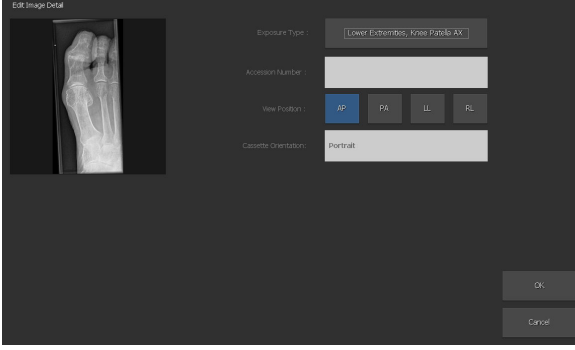 Edit Image Detail
Exposure Type :
Lower Extremities, Knee Patella AX
Accession Number :
View Position :
AP
PA
LL
RL
Cassette Orientation:
Portrait
OK
Cancel